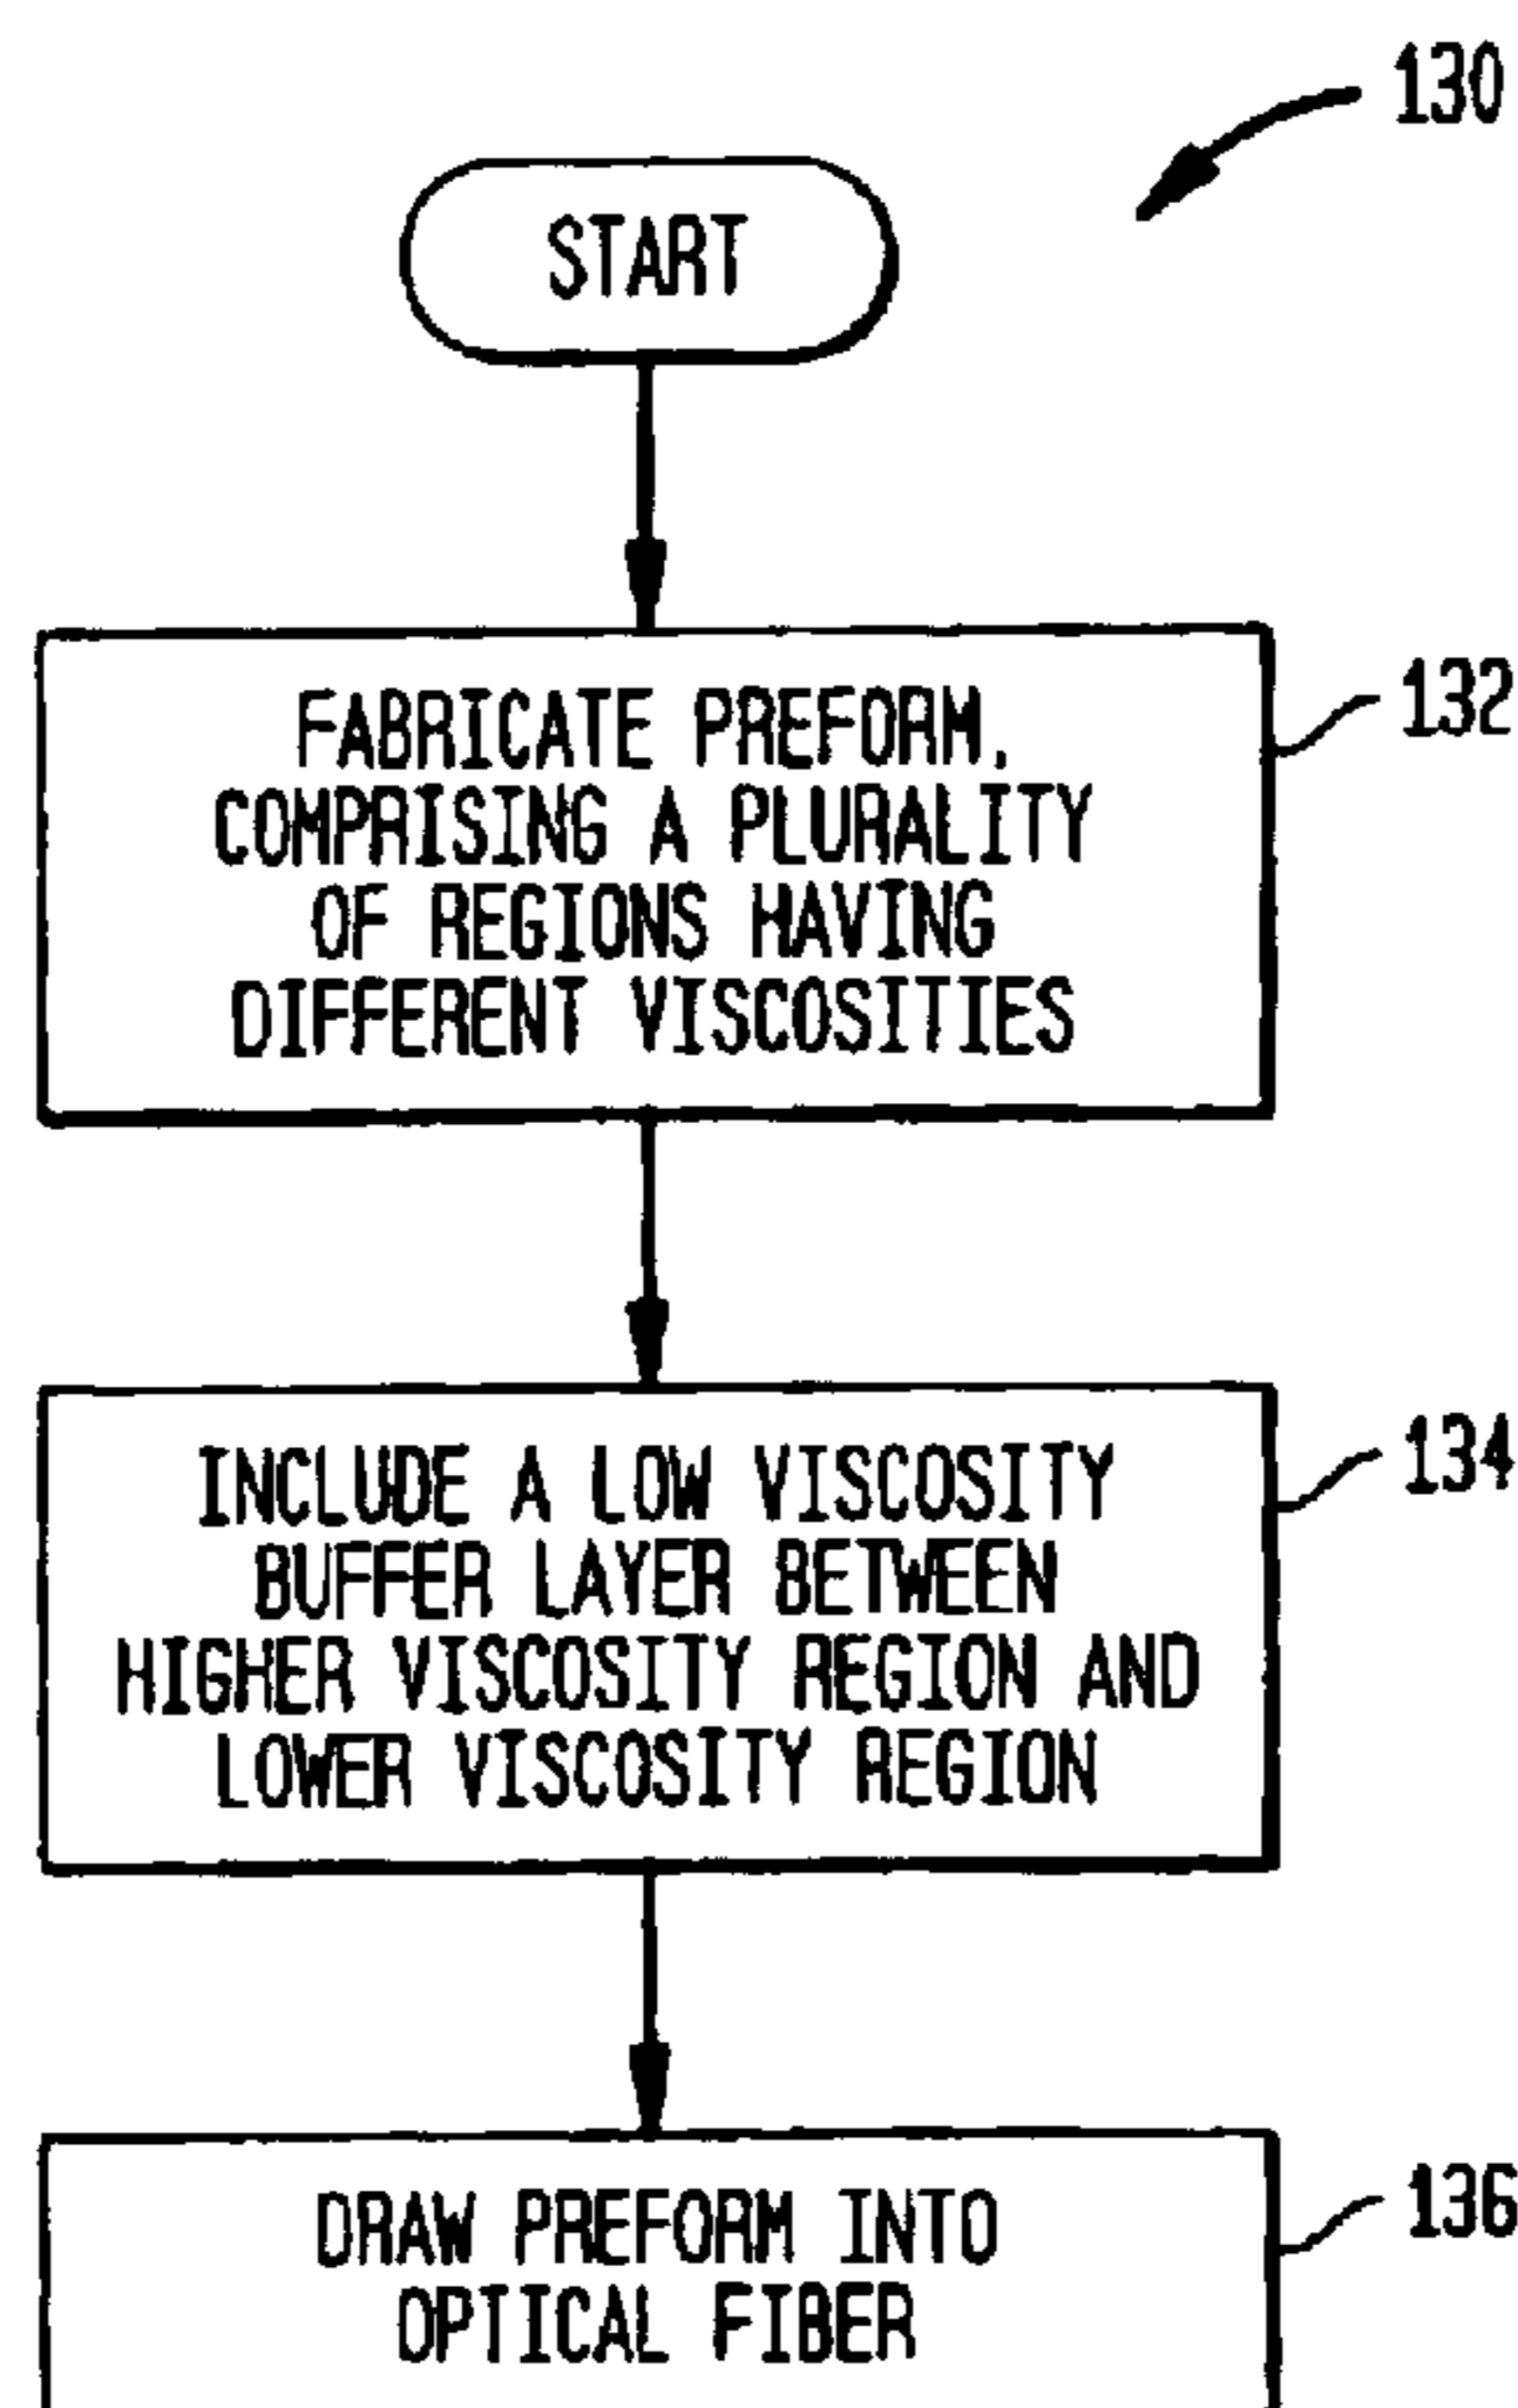 130
START
FABRICATE PREFORM,
COMPRISING A PLURALITY
OF REGIONS HAVING
DIFFERENT VISCOSITIES
132
INCLUDE A LOW VISCOSITY
BUFFER LAYER BETWEEN
HIGHER VISCOSITY REGION AND
LOWER VISCOSITY REGION
134
DRAW PREFORM INTO
OPTICAL FIBER
136